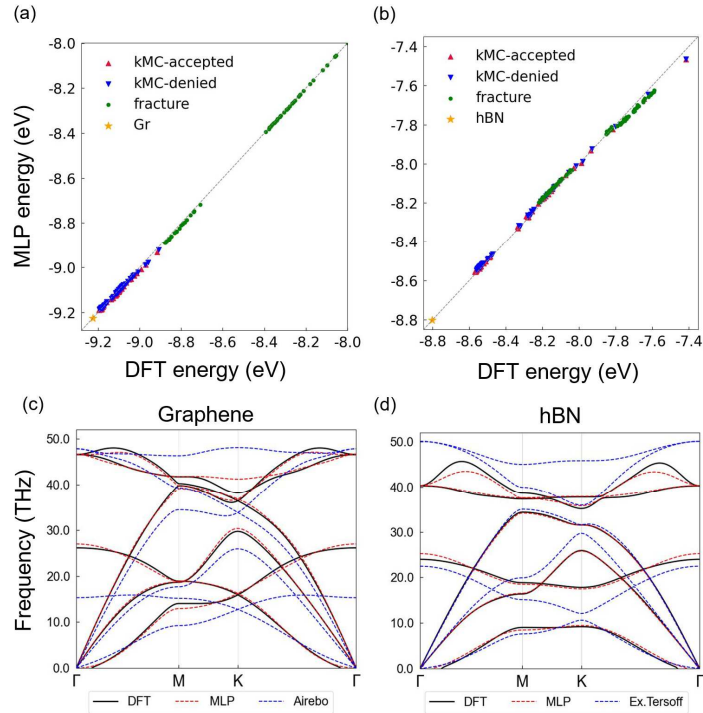 (a)
-8.0
-8.2
-8.4
-8.6
-8.8
-9.0
-9.2
MLP energy (eV)
kMC-accepted
kMC-denied
fracture
Gr
-9.2 -9.0 -8.8 -8.6 -8.4 -8.2 -8.0
DFT energy (eV)
(b)
-7.4
-7.6
-7.8
-8.0
-8.2
-8.4
-8.6
-8.8
kMC-accepted
kMC-denied
fracture
hBN
-8.8 -8.6 -8.4 -8.2 -8.0 -7.8 -7.6 -7.4
DFT energy (eV)
(c)
Graphene
50.0
40.0
30.0
20.0
10.0
0.0
Frequency (THz)
Γ M K Γ
DFT MLP Airebo
(d)
hBN
50.0
40.0
30.0
20.0
10.0
0.0
Γ M K Γ
DFT MLP Ex.Tersoff